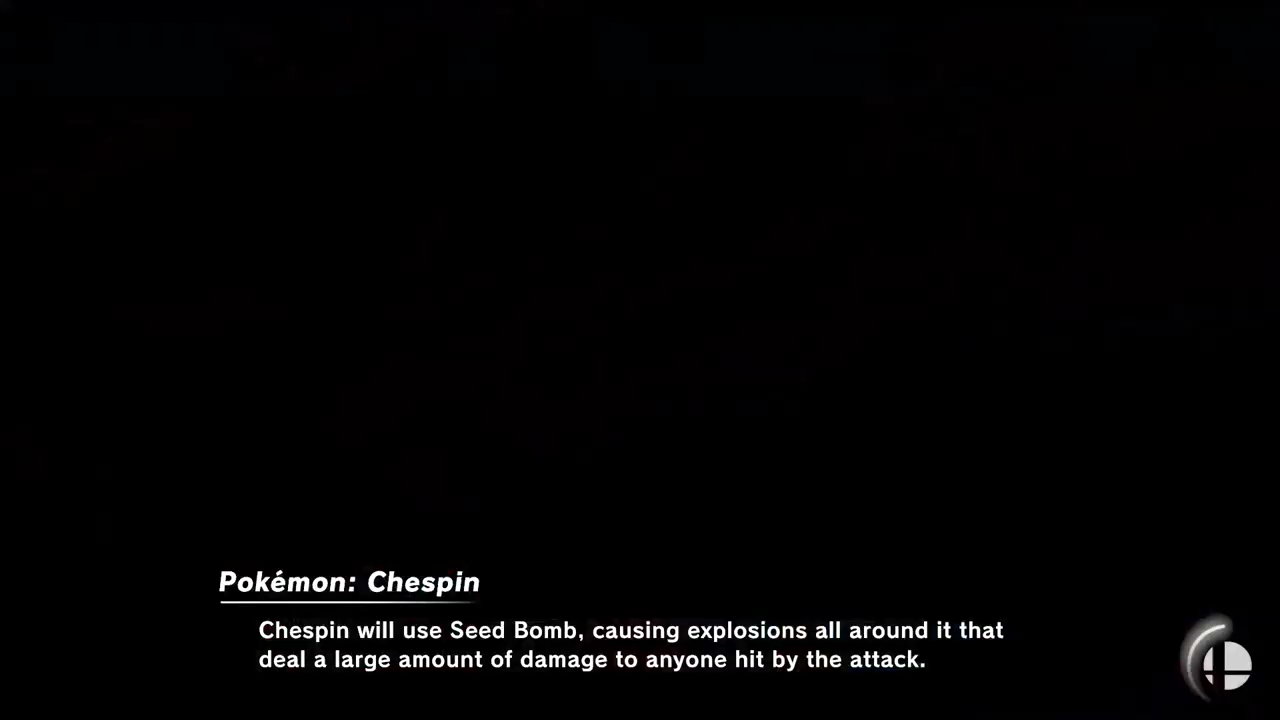 Pokémon: Chespin
Chespin will use Seed Bomb, causing explosions all around it that
deal a large amount of damage to anyone hit by the attack.